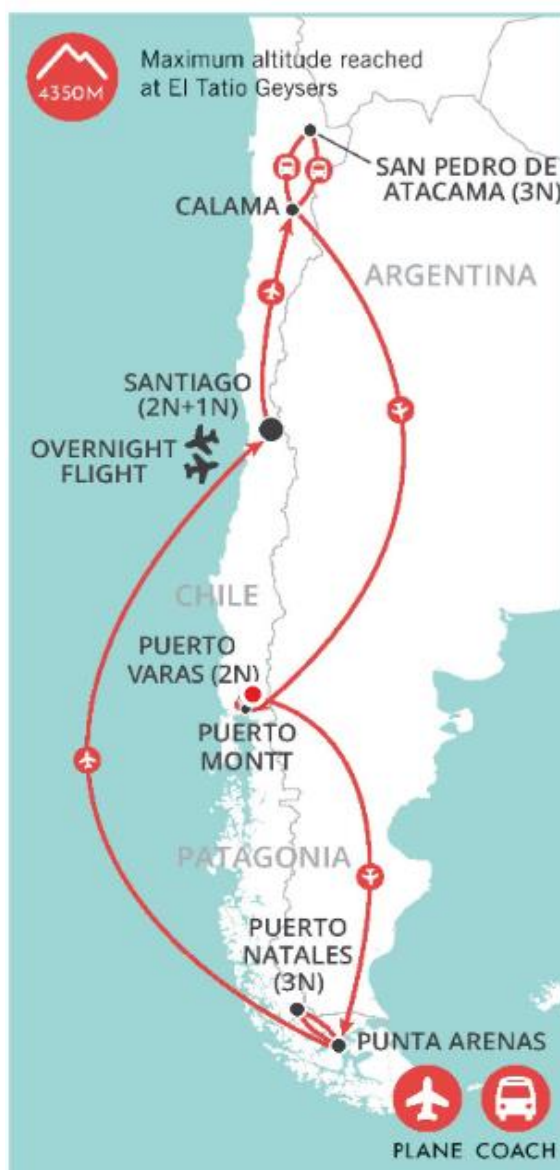 4350M
Maximum altitude reached
at El Tatio Geysers
SAN PEDRO DE
ATACAMA (3N)
CALAMA
ARGENTINA
SANTIAGO
(2N+1N)
OVERNIGHT
FLIGHT
CHILE
PUERTO
VARAS (2N)
PUERTO
MONTT
PATAGONIA
PUERTO
NATALES
(3N)
PUNTA ARENAS
PLANE COACH